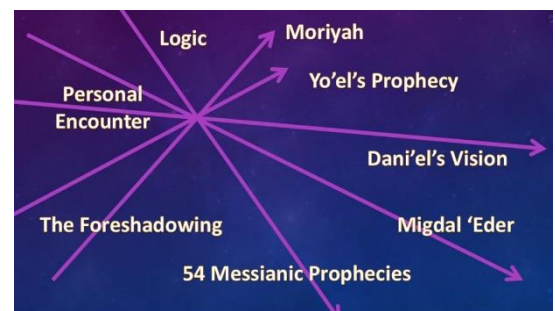 Logic
Moriyah
Yo'el's Prophecy
Personal
Encounter
Dani'el's Vision
The Foreshadowing
Migdal ‘Eder
54 Messianic Prophecies